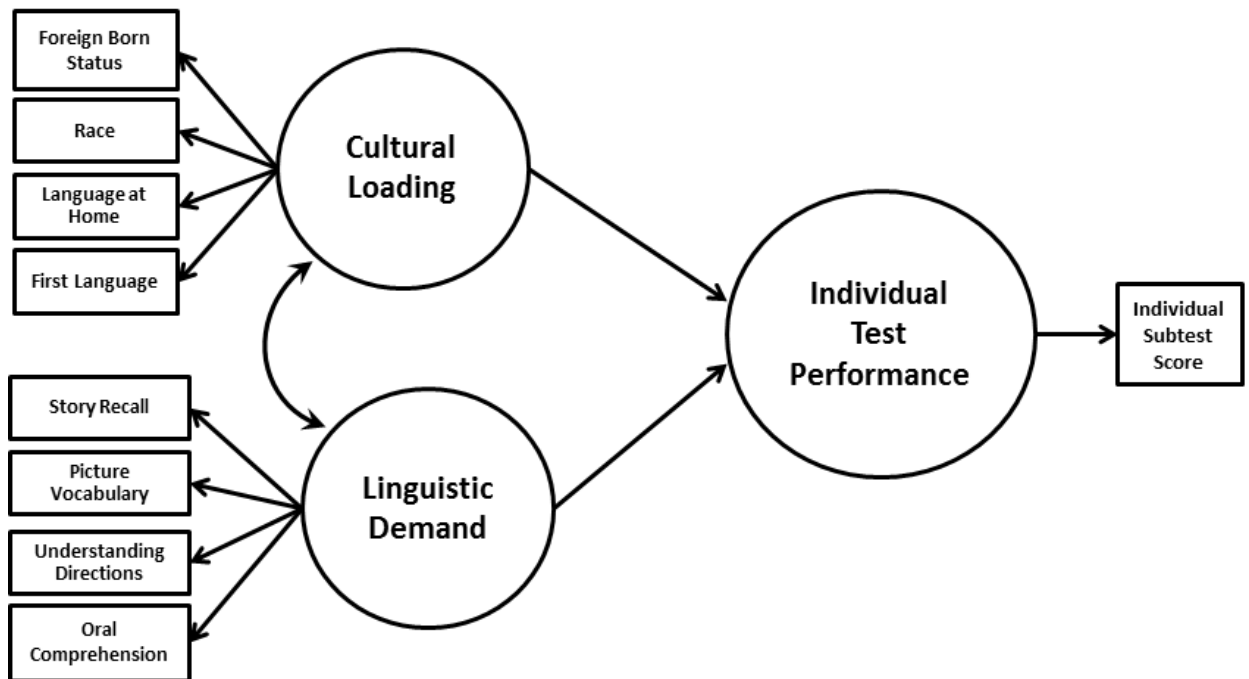 Foreign Born
Status
Race
Language at
Home
First Language
Cultural
Loading
Story Recall
Picture
Vocabulary
Understanding
Directions
Oral
Comprehension
Linguistic
Demand
Individual
Test
Performance
Individual
Subtest
Score